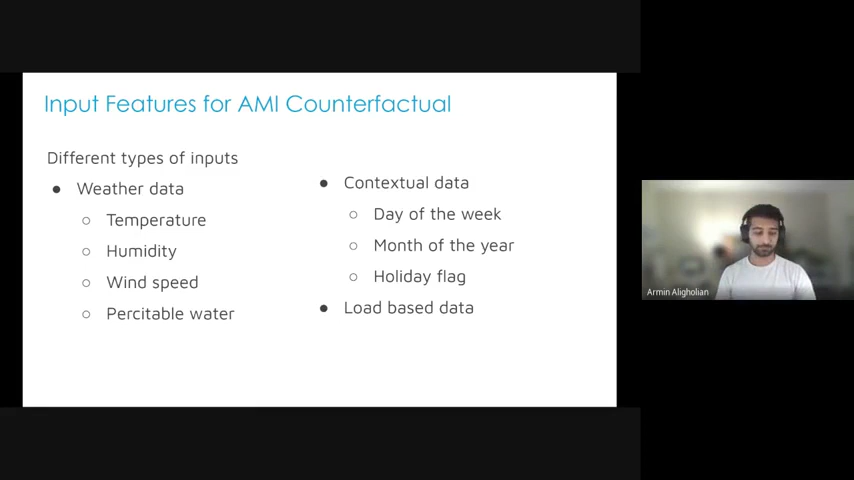 Input Features for AMI Counterfactual
Different types of inputs
● Weather data
○ Temperature
○ Humidity
○ Wind speed
○ Percitable water
● Contextual data
○ Day of the week
○ Month of the year
○ Holiday flag
● Load based data
Armin Aligholian